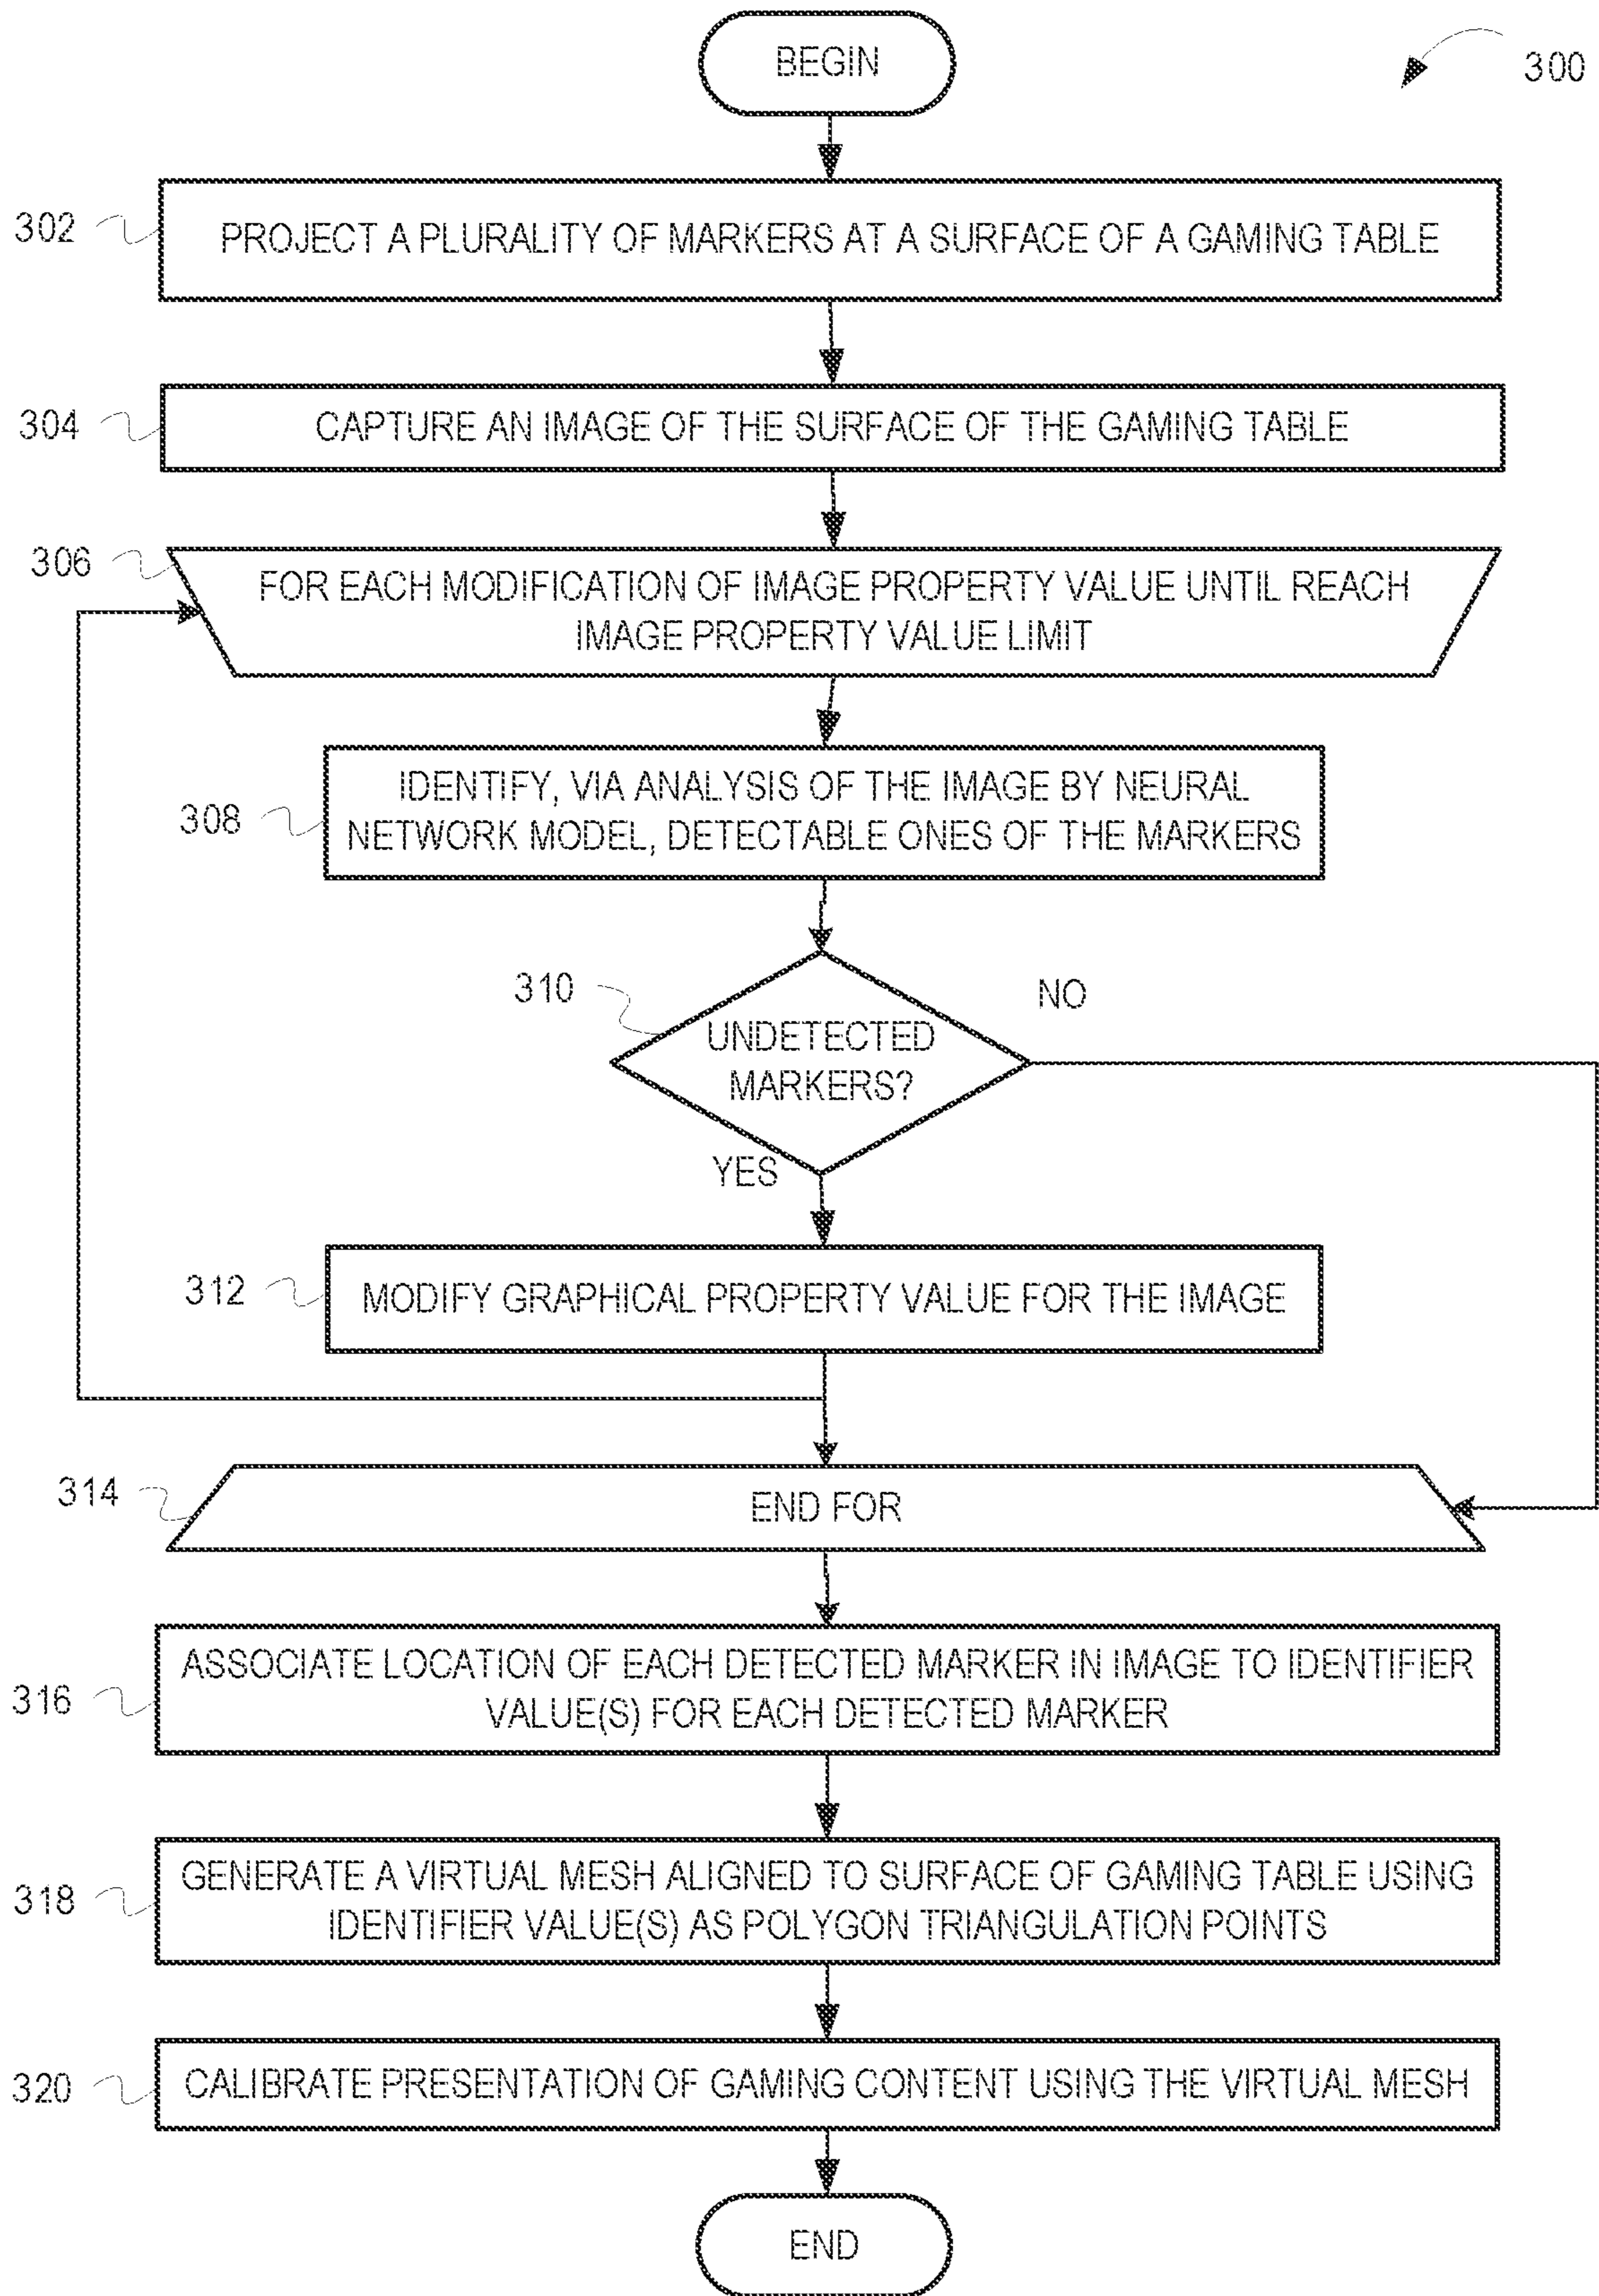 BEGIN
300
302
PROJECT A PLURALITY OF MARKERS AT A SURFACE OF A GAMING TABLE
304
CAPTURE AN IMAGE OF THE SURFACE OF THE GAMING TABLE
306
FOR EACH MODIFICATION OF IMAGE PROPERTY VALUE UNTIL REACH
IMAGE PROPERTY VALUE LIMIT
308
IDENTIFY, VIA ANALYSIS OF THE IMAGE BY NEURAL
NETWORK MODEL, DETECTABLE ONES OF THE MARKERS
310
UNDETECTED
MARKERS?
NO
YES
312
MODIFY GRAPHICAL PROPERTY VALUE FOR THE IMAGE
314
END FOR
316
ASSOCIATE LOCATION OF EACH DETECTED MARKER IN IMAGE TO IDENTIFIER
VALUE(S) FOR EACH DETECTED MARKER
318
GENERATE A VIRTUAL MESH ALIGNED TO SURFACE OF GAMING TABLE USING
IDENTIFIER VALUE(S) AS POLYGON TRIANGULATION POINTS
320
CALIBRATE PRESENTATION OF GAMING CONTENT USING THE VIRTUAL MESH
END